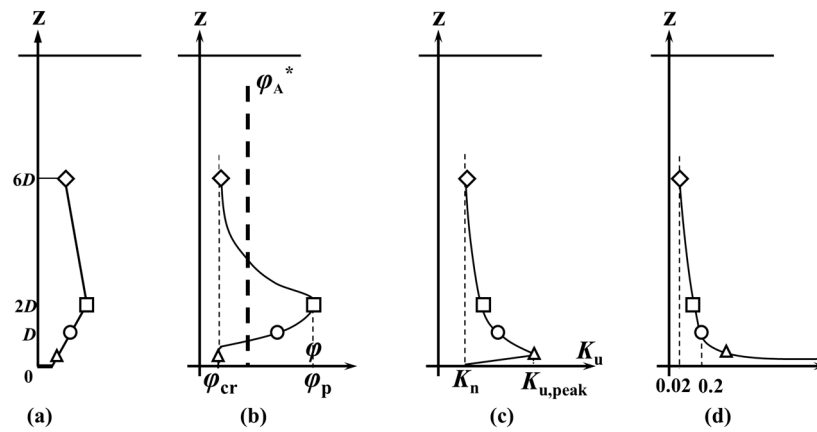 z z z z
φA*
6D
2D
D
φ Ku
0 φcr φp Kn Ku,peak 0.02 0.2
(a) (b) (c) (d)